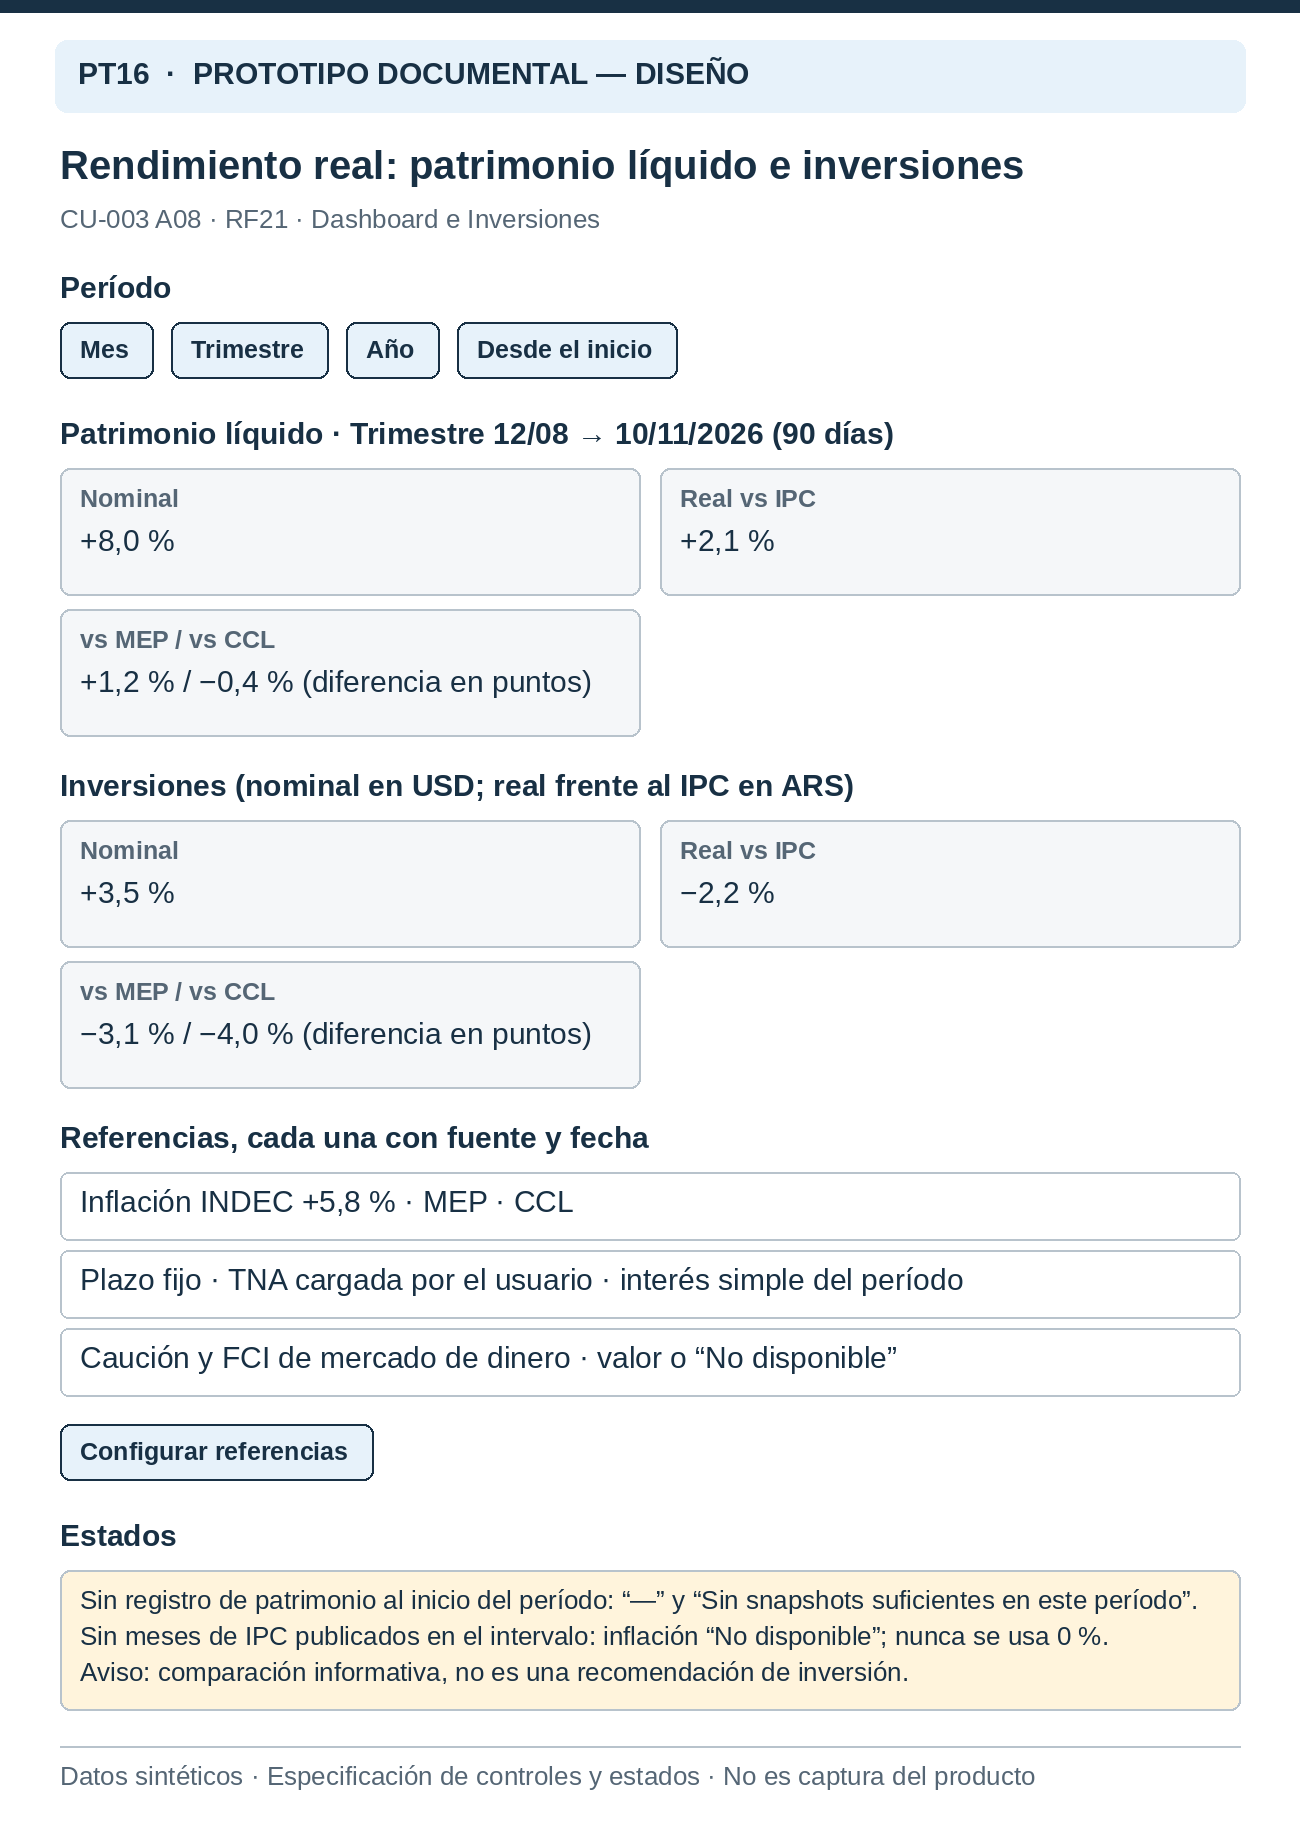 PT16 · PROTOTIPO DOCUMENTAL — DISEÑO
Rendimiento real: patrimonio líquido e inversiones
CU-003 A08 · RF21 · Dashboard e Inversiones
Período
Mes Trimestre Año Desde el inicio
Patrimonio líquido · Trimestre 12/08 → 10/11/2026 (90 días)
Nominal
+8,0 %
Real vs IPC
+2,1 %
vs MEP / vs CCL
+1,2 % / −0,4 % (diferencia en puntos)
Inversiones (nominal en USD; real frente al IPC en ARS)
Nominal
+3,5 %
Real vs IPC
−2,2 %
vs MEP / vs CCL
−3,1 % / −4,0 % (diferencia en puntos)
Referencias, cada una con fuente y fecha
Inflación INDEC +5,8 % · MEP · CCL
Plazo fijo · TNA cargada por el usuario · interés simple del período
Caución y FCI de mercado de dinero · valor o “No disponible”
Configurar referencias
Estados
Sin registro de patrimonio al inicio del período: “—” y “Sin snapshots suficientes en este período”.
Sin meses de IPC publicados en el intervalo: inflación “No disponible”; nunca se usa 0 %.
Aviso: comparación informativa, no es una recomendación de inversión.
Datos sintéticos · Especificación de controles y estados · No es captura del producto